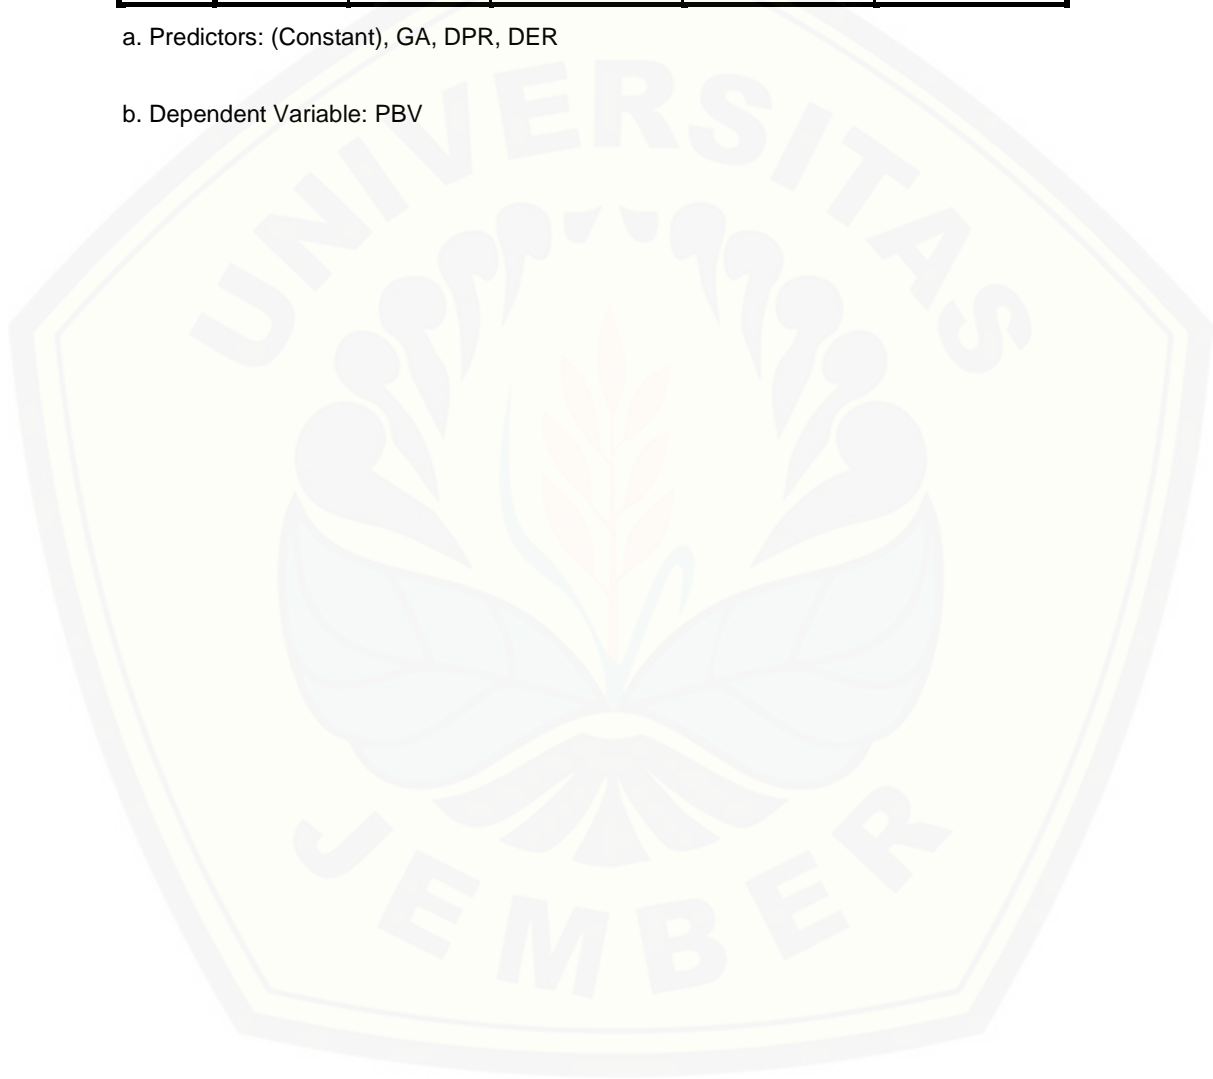 a. Predictors: (Constant), GA, DPR, DER
b. Dependent Variable: PBV
UNIVERSITAS
JEMBER